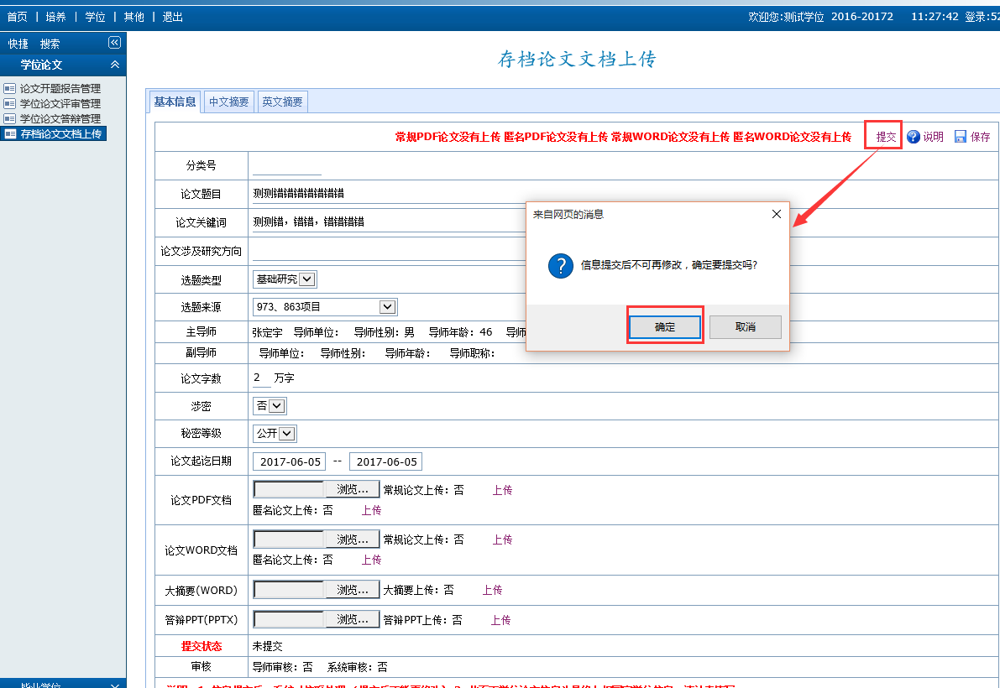 首页 | 培养 | 学位 | 其他 | 退出
欢迎您:测试学位 2016-20172 11:27:42 登录:52
快捷 搜索
学位论文
论文开题报告管理
学位论文评审管理
学位论文答辩管理
存档论文文档上传
存档论文文档上传
基本信息 中文摘要 英文摘要
常规PDF论文没有上传 匿名PDF论文没有上传 常规WORD论文没有上传 匿名WORD论文没有上传 提交 说明 保存
分类号
论文题目 测测错错错错错错错
论文关键词 测测错，错错，错错错错
论文涉及研究方向
选题类型 基础研究
选题来源 973、863项目
主导师 张定宇 导师单位： 导师性别：男 导师年龄：46 导师
副导师 导师单位： 导师性别： 导师年龄： 导师职称：
论文字数 2 万字
涉密 否
秘密等级 公开
论文起讫日期 2017-06-05 -- 2017-06-05
论文PDF文档 浏览... 常规论文上传：否 上传
匿名论文上传：否 上传
论文WORD文档 浏览... 常规论文上传：否 上传
匿名论文上传：否 上传
大摘要(WORD) 浏览... 大摘要上传：否 上传
答辩PPT(PPTX) 浏览... 答辩PPT上传：否 上传
提交状态 未提交
审核 导师审核：否 系统审核：否
来自网页的消息
信息提交后不可再修改，确定要提交吗?
确定 取消
毕业学位